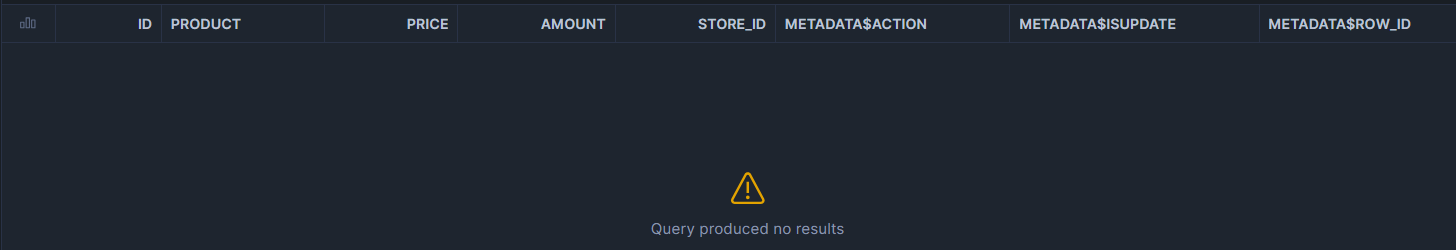 ID PRODUCT PRICE AMOUNT STORE_ID METADATA$ACTION METADATA$ISUPDATE METADATA$ROW_ID
Query produced no results